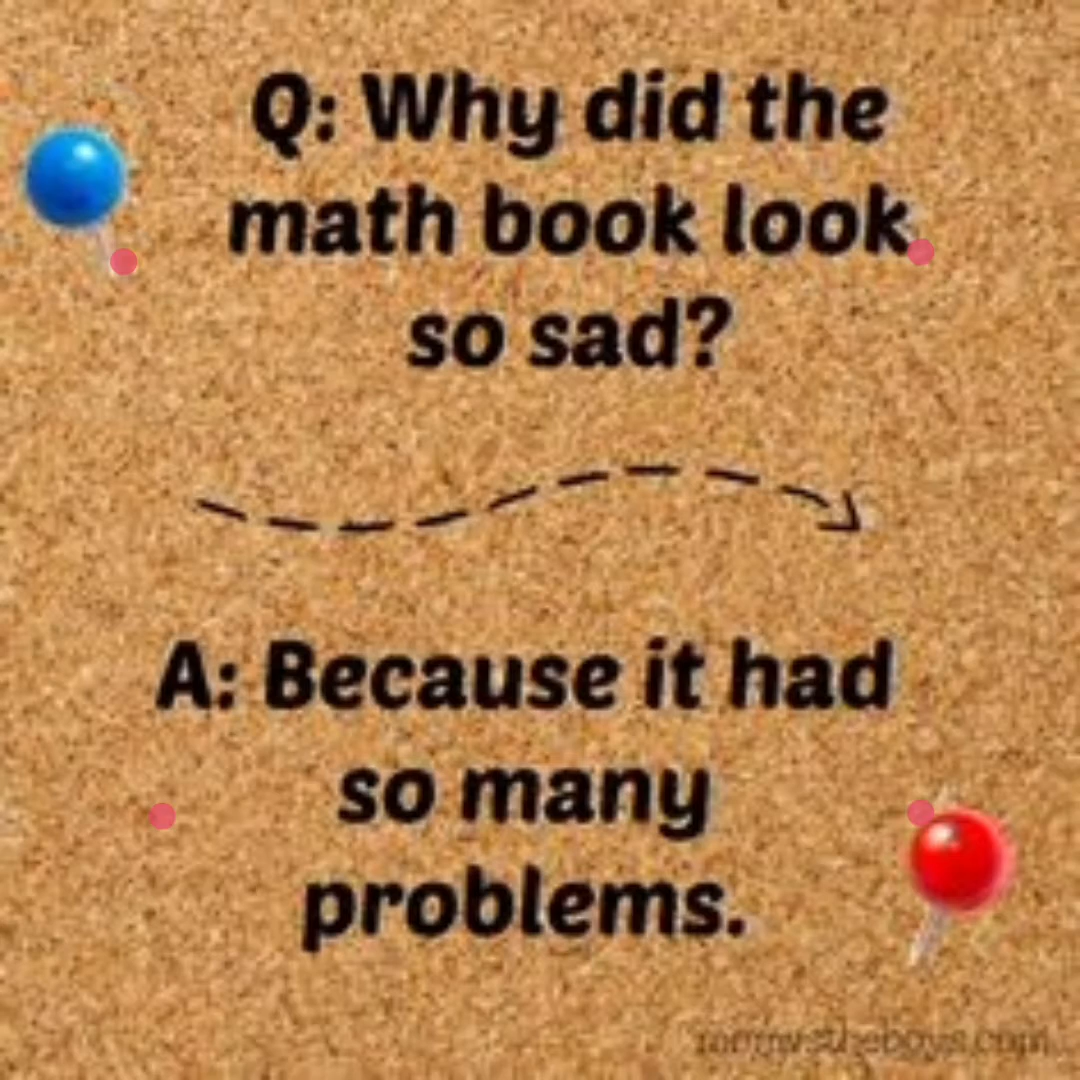 Q: Why did the
math book look
so sad?
A: Because it had
so many
problems.